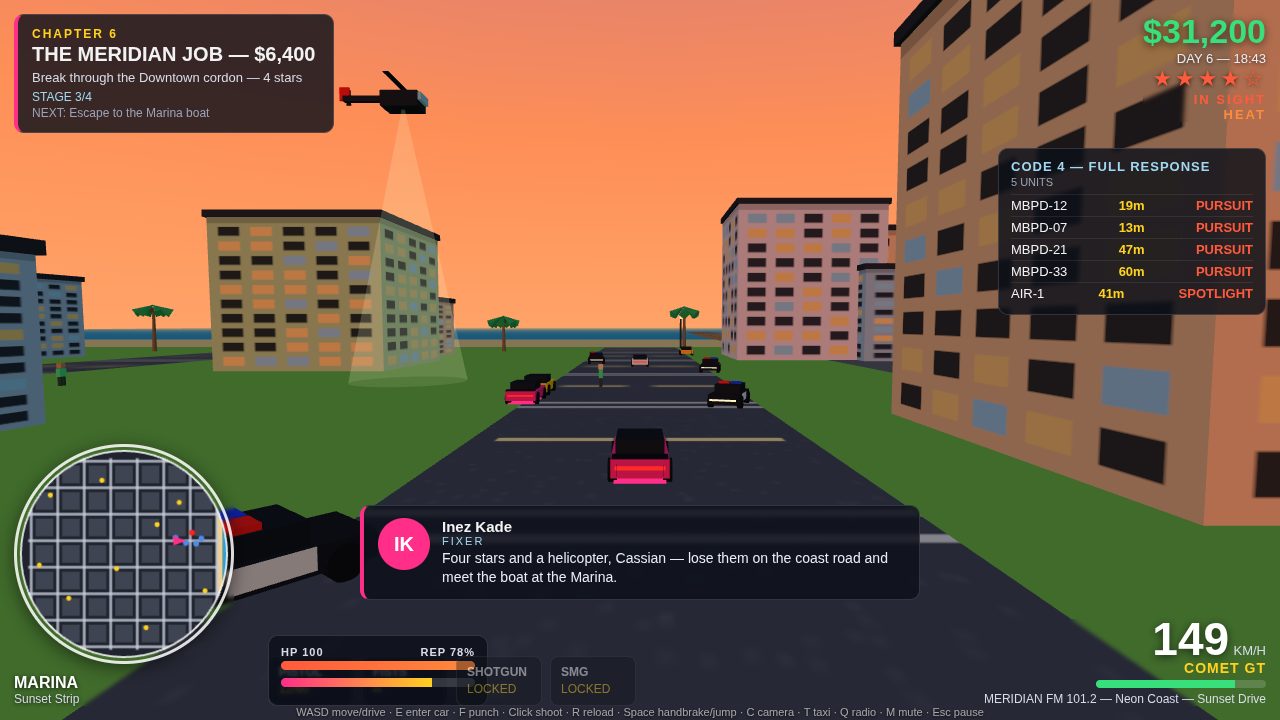 CHAPTER 6
THE MERIDIAN JOB — $6,400
Break through the Downtown cordon — 4 stars
STAGE 3/4
NEXT: Escape to the Marina boat
$31,200
DAY 6 — 18:43
★ ★ ★ ★ ☆
IN SIGHT
HEAT
CODE 4 — FULL RESPONSE
5 UNITS
MBPD-12 19m PURSUIT
MBPD-07 13m PURSUIT
MBPD-21 47m PURSUIT
MBPD-33 60m PURSUIT
AIR-1 41m SPOTLIGHT
IK
Inez Kade
FIXER
Four stars and a helicopter, Cassian — lose them on the coast road and
meet the boat at the Marina.
HP 100 REP 78%
SHOTGUN
LOCKED
SMG
LOCKED
MARINA
Sunset Strip
149 KM/H
COMET GT
MERIDIAN FM 101.2 — Neon Coast — Sunset Drive
WASD move/drive · E enter car · F punch · Click shoot · R reload · Space handbrake/jump · C camera · T taxi · Q radio · M mute · Esc pause